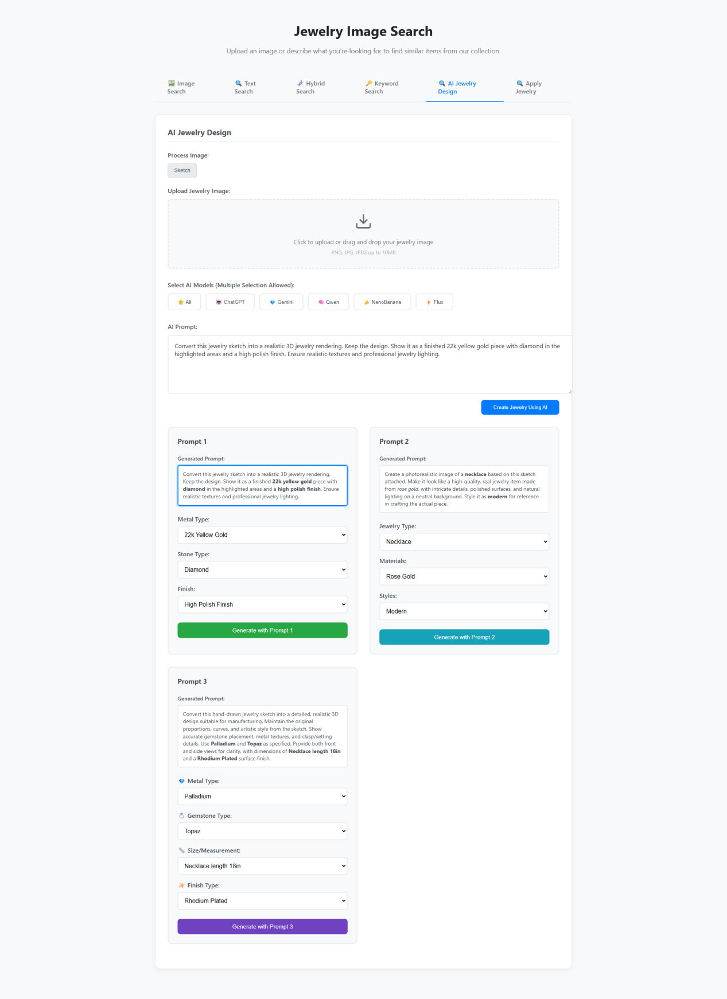 Jewelry Image Search
Upload an image or describe what you're looking for to find similar items from our collection.
Image
Search
Text
Search
Hybrid
Search
Keyword
Search
AI Jewelry
Design
Apply
Jewelry
AI Jewelry Design
Process Image:
Sketch
Upload Jewelry Image:
Click to upload or drag and drop your jewelry image
PNG, JPG, JPEG up to 10MB
Select AI Models (Multiple Selection Allowed):
All
ChatGPT
Gemini
Qwen
NenoBanana
Flux
AI Prompt:
Convert this jewelry sketch into a realistic 3D jewelry rendering. Keep the design. Show it as a finished 22k yellow gold piece with diamond in the
highlighted areas and a high polish finish. Ensure realistic textures and professional jewelry lighting.
Create Jewelry Using AI
Prompt 1
Generated Prompt:
Convert this jewelry sketch into a realistic 3D jewelry rendering.
Keep the design. Show it as a finished 22k yellow gold piece with
diamond in the highlighted areas and a high polish finish. Ensure
realistic textures and professional jewelry lighting.
Metal Type:
22k Yellow Gold
Stone Type:
Diamond
Finish:
High Polish Finish
Generate with Prompt 1
Prompt 2
Generated Prompt:
Create a photorealistic image of a necklace based on this sketch
attached. Make it look like a high-quality, real jewelry item made
from rose gold, with intricate details, polished surfaces, and natural
lighting on a neutral background. Style it as modern for reference
in crafting the actual piece.
Jewelry Type:
Necklace
Materials:
Rose Gold
Styles:
Modern
Generate with Prompt 2
Prompt 3
Generated Prompt:
Convert this hand-drawn jewelry sketch into a detailed, realistic 3D
design suitable for manufacturing. Maintain the original
proportions, curves, and artistic style from the sketch. Show
accurate gemstone placement, metal textures, and clasp/setting
details. Use Palladium and Topaz as specified. Provide both front
and side views for clarity, with dimensions of Necklace length 18in
and a Rhodium Plated surface finish.
Metal Type:
Palladium
Gemstone Type:
Topaz
Size/Measurement:
Necklace length 18in
Finish Type:
Rhodium Plated
Generate with Prompt 3